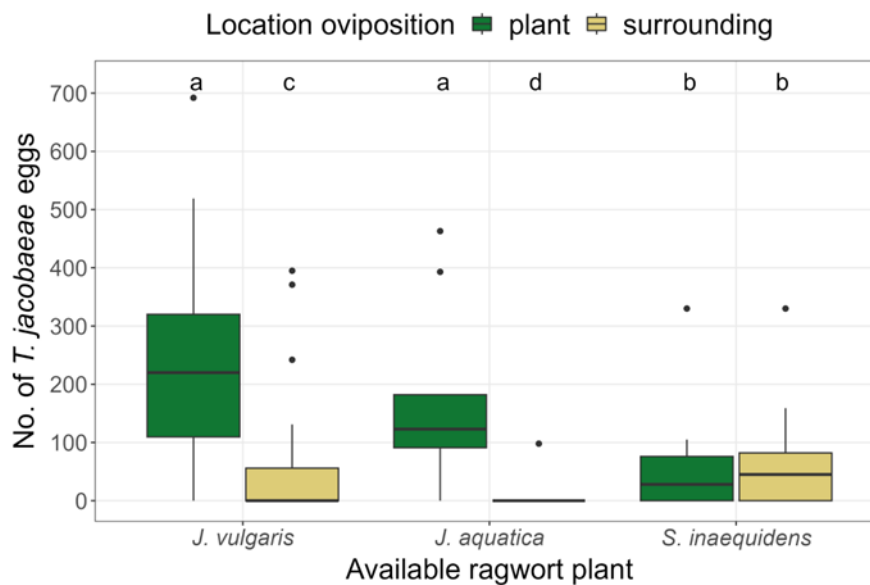 Location oviposition plant surrounding
a c a d b b
700
600
500
400
300
200
100
0
No. of T. jacobaeae eggs
J. vulgaris J. aquatica S. inaequidens
Available ragwort plant